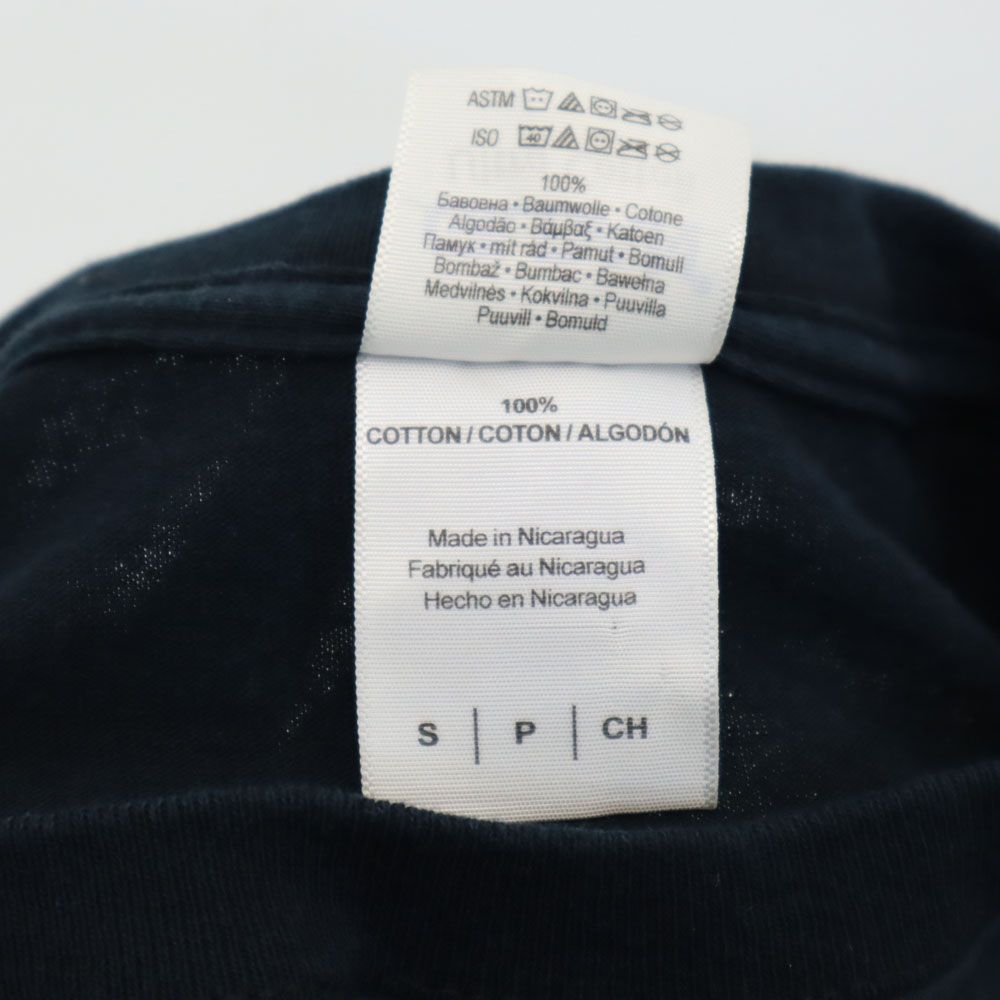 ASTM
ISO 40
100%
Бавовна • Baumwolle • Cotone
Algodão • Βάμβαξ • Katoen
Памук • mit rád • Pamut • Bomull
Bombaž • Bumbac • Bawełna
Medvilnės • Kokvilna • Puuvilla
Puuvill • Bomuld
100%
COTTON / COTON / ALGODÓN
Made in Nicaragua
Fabriqué au Nicaragua
Hecho en Nicaragua
S | P | CH